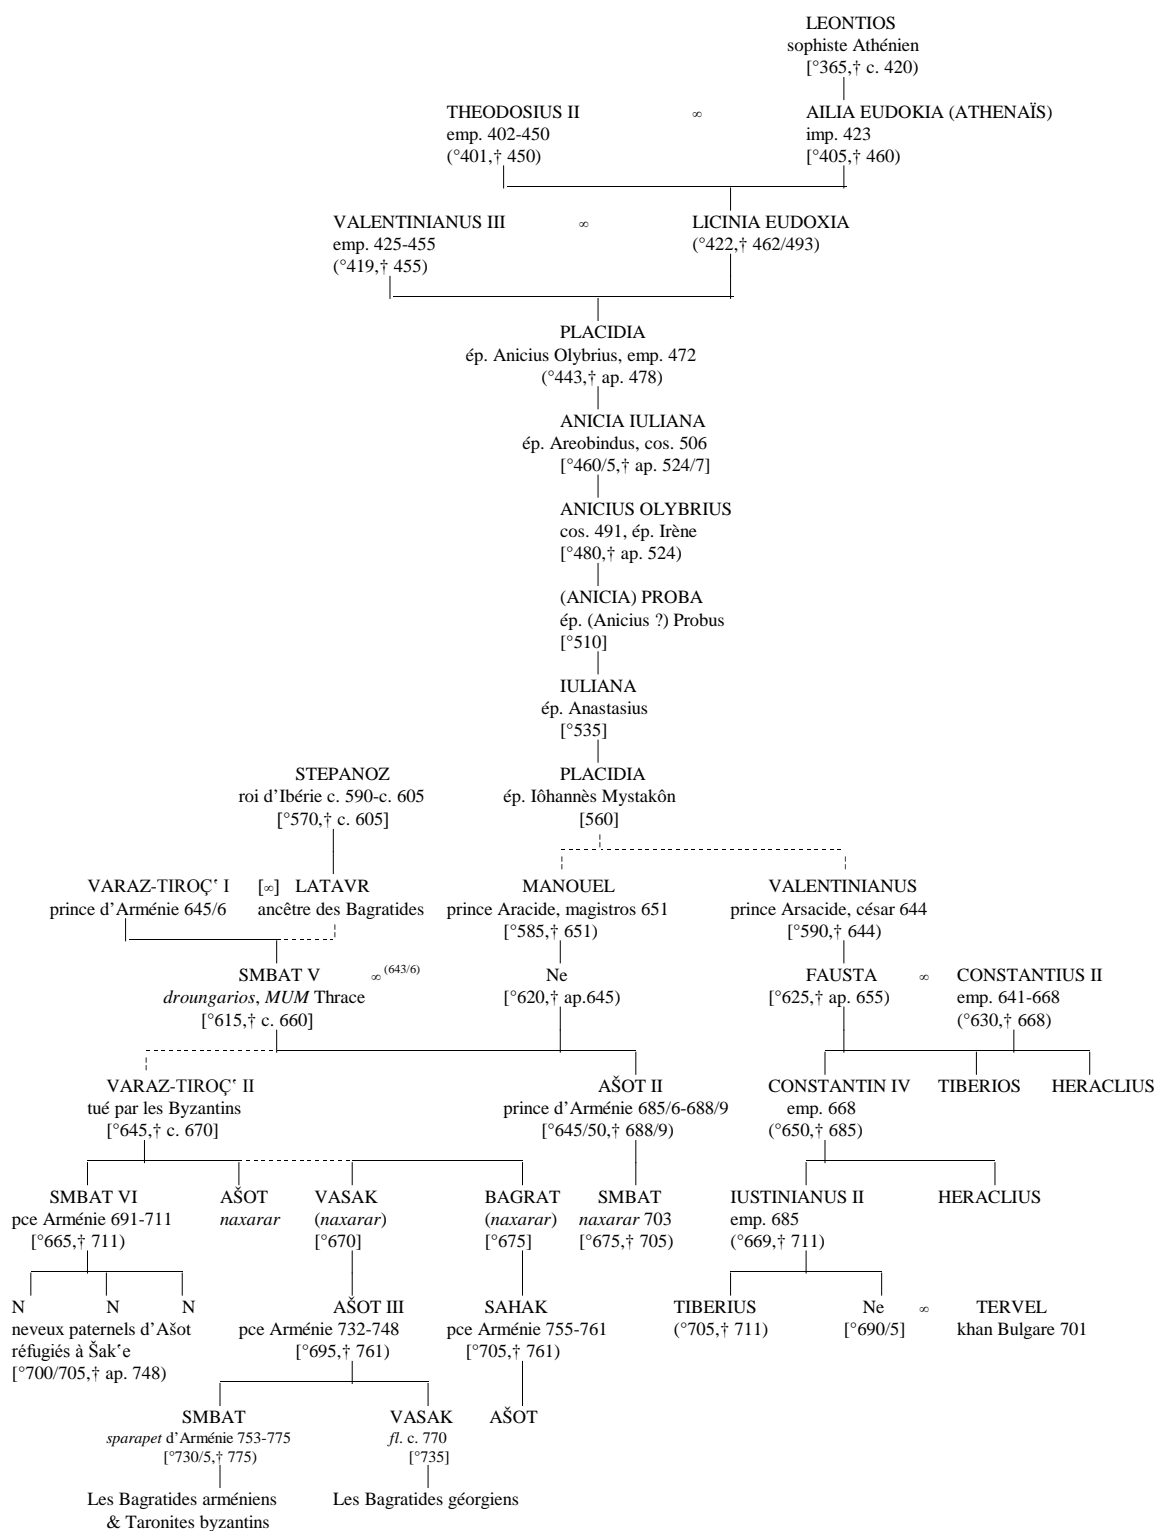 LEONTIOS
sophiste Athénien
[°365,† c. 420)
THEODOSIUS II ∞ AILIA EUDOKIA (ATHENAÏS)
emp. 402-450 imp. 423
(°401,† 450) [°405,† 460)
VALENTINIANUS III ∞ LICINIA EUDOXIA
emp. 425-455 (°422,† 462/493)
(°419,† 455)
PLACIDIA
ép. Anicius Olybrius, emp. 472
(°443,† ap. 478)
ANICIA IULIANA
ép. Areobindus, cos. 506
[°460/5,† ap. 524/7]
ANICIUS OLYBRIUS
cos. 491, ép. Irène
[°480,† ap. 524)
(ANICIA) PROBA
ép. (Anicius ?) Probus
[°510]
IULIANA
ép. Anastasius
[°535]
STEPANOZ PLACIDIA
roi d'Ibérie c. 590-c. 605 ép. Iôhannès Mystakôn
[°570,† c. 605] [560]
VARAZ-TIROÇʽ I [∞] LATAVR MANOUEL VALENTINIANUS
prince d'Arménie 645/6 ancêtre des Bagratides prince Aracide, magistros 651 prince Arsacide, césar 644
[°585,† 651) [°590,† 644)
SMBAT V ∞ (643/6) Ne FAUSTA ∞ CONSTANTIUS II
droungarios, MUM Thrace [°620,† ap.645) [°625,† ap. 655) emp. 641-668
[°615,† c. 660] (°630,† 668)
VARAZ-TIROÇʽ II AŠOT II CONSTANTIN IV TIBERIOS HERACLIUS
tué par les Byzantins prince d'Arménie 685/6-688/9 emp. 668
[°645,† c. 670] [°645/50,† 688/9) (°650,† 685)
SMBAT VI AŠOT VASAK BAGRAT SMBAT IUSTINIANUS II HERACLIUS
pce Arménie 691-711 naxarar (naxarar) (naxarar) naxarar 703 emp. 685
[°665,† 711) [°670] [°675] [°675,† 705) (°669,† 711)
N N N AŠOT III SAHAK TIBERIUS Ne ∞ TERVEL
neveux paternels d'Ašot pce Arménie 732-748 pce Arménie 755-761 (°705,† 711) [°690/5] khan Bulgare 701
réfugiés à Šakʽe [°695,† 761) [°705,† 761)
[°700/705,† ap. 748)
SMBAT VASAK AŠOT
sparapet d'Arménie 753-775 fl. c. 770
[°730/5,† 775) [°735]
Les Bagratides arméniens Les Bagratides géorgiens
& Taronites byzantins